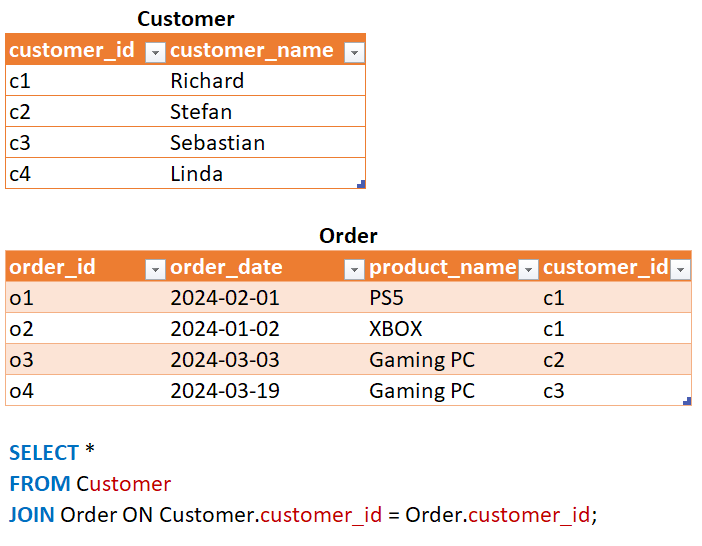 Customer
customer_id customer_name
c1 Richard
c2 Stefan
c3 Sebastian
c4 Linda
Order
order_id order_date product_name customer_id
o1 2024-02-01 PS5 c1
o2 2024-01-02 XBOX c1
o3 2024-03-03 Gaming PC c2
o4 2024-03-19 Gaming PC c3
SELECT *
FROM Customer
JOIN Order ON Customer.customer_id = Order.customer_id;